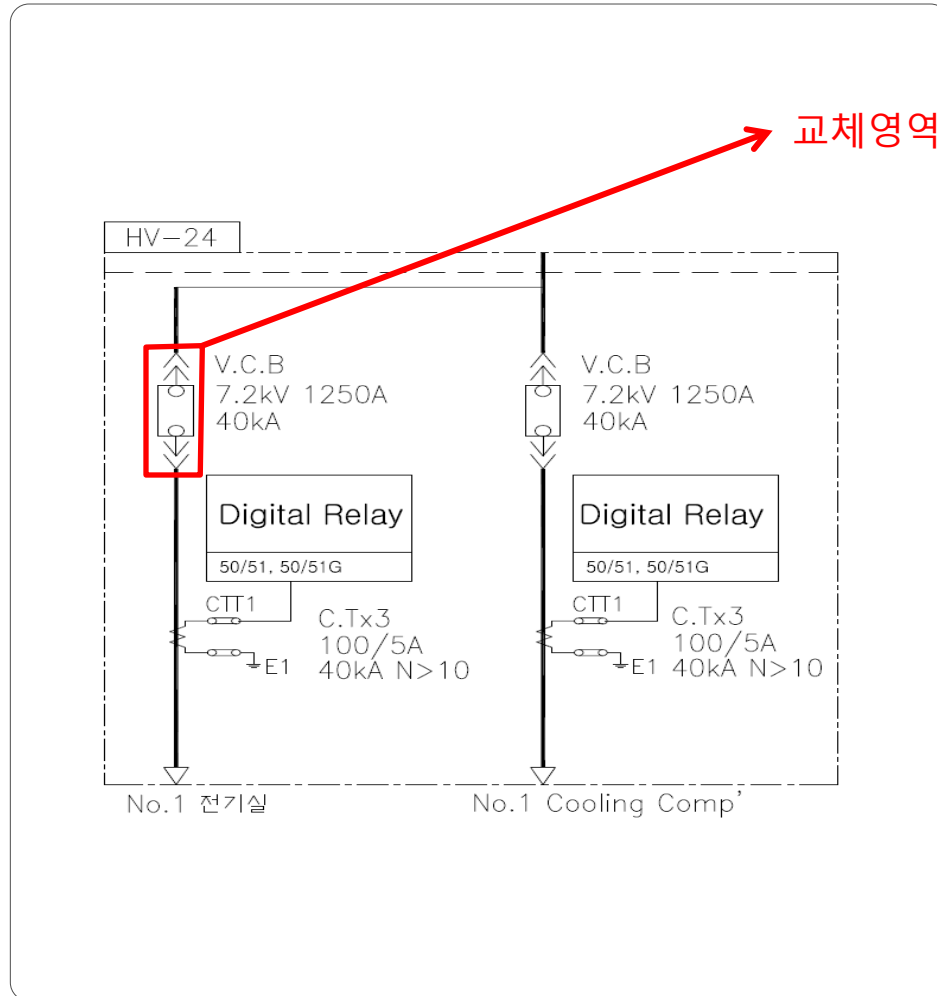 교체영역
HV-24
V.C.B
7.2kV 1250A
40kA
V.C.B
7.2kV 1250A
40kA
Digital Relay
50/51, 50/51G
Digital Relay
50/51, 50/51G
CTT1
C.Tx3
100/5A
40kA N>10
E1
CTT1
C.Tx3
100/5A
40kA N>10
E1
No.1 전기실
No.1 Cooling Comp'